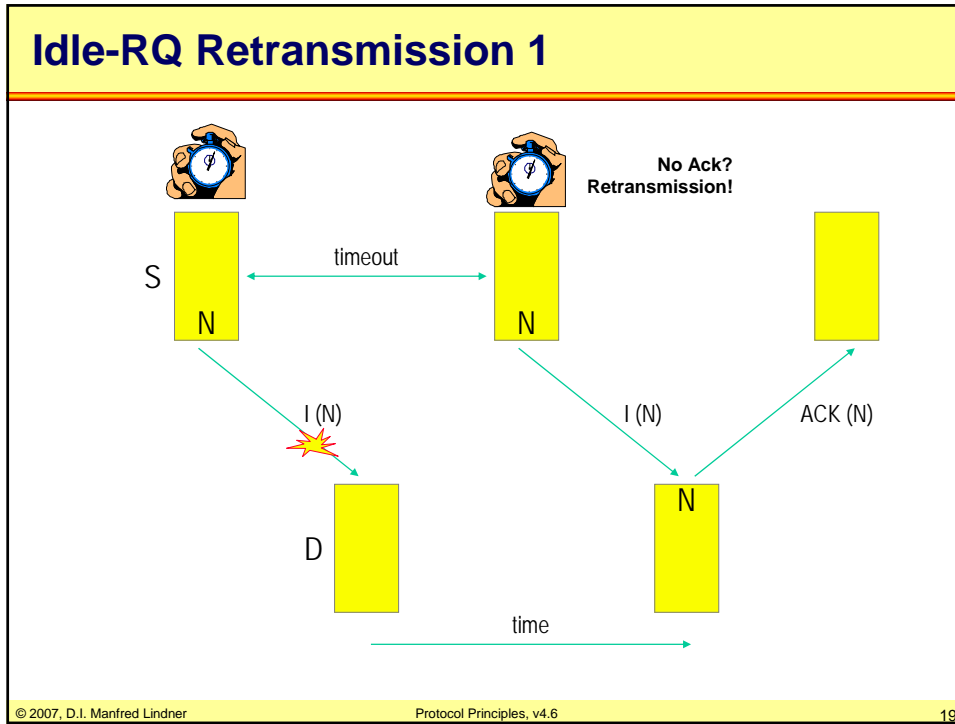 Idle-RQ Retransmission 1
No Ack?
Retransmission!
timeout
S
N
N
I (N)
I (N)
ACK (N)
N
D
time
© 2007, D.I. Manfred Lindner
Protocol Principles, v4.6
19